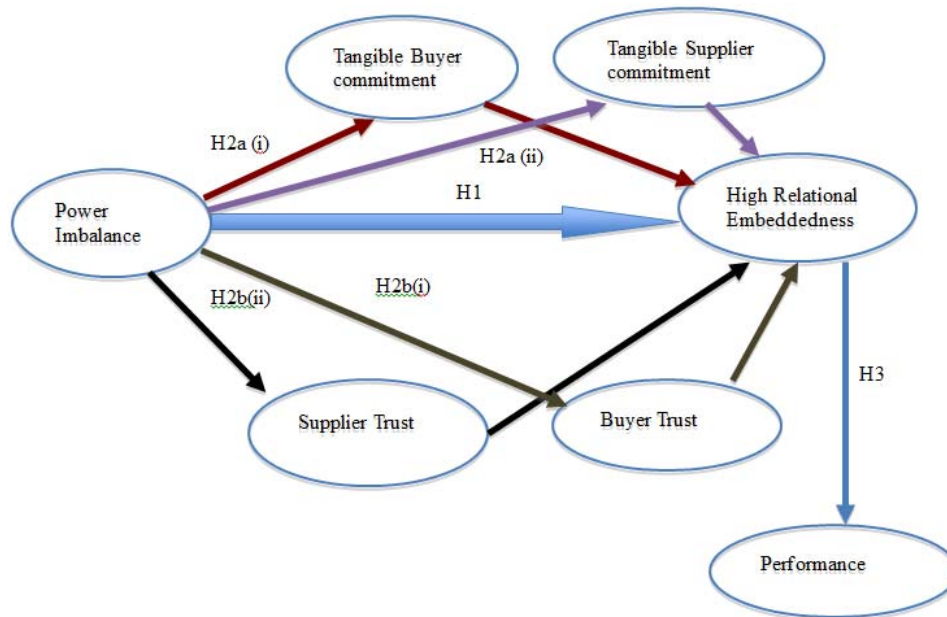 Tangible Buyer
commitment
Tangible Supplier
commitment
H2a (i)
H2a (ii)
H1
Power
Imbalance
High Relational
Embeddedness
H2b(ii)
H2b(i)
H3
Supplier Trust
Buyer Trust
Performance